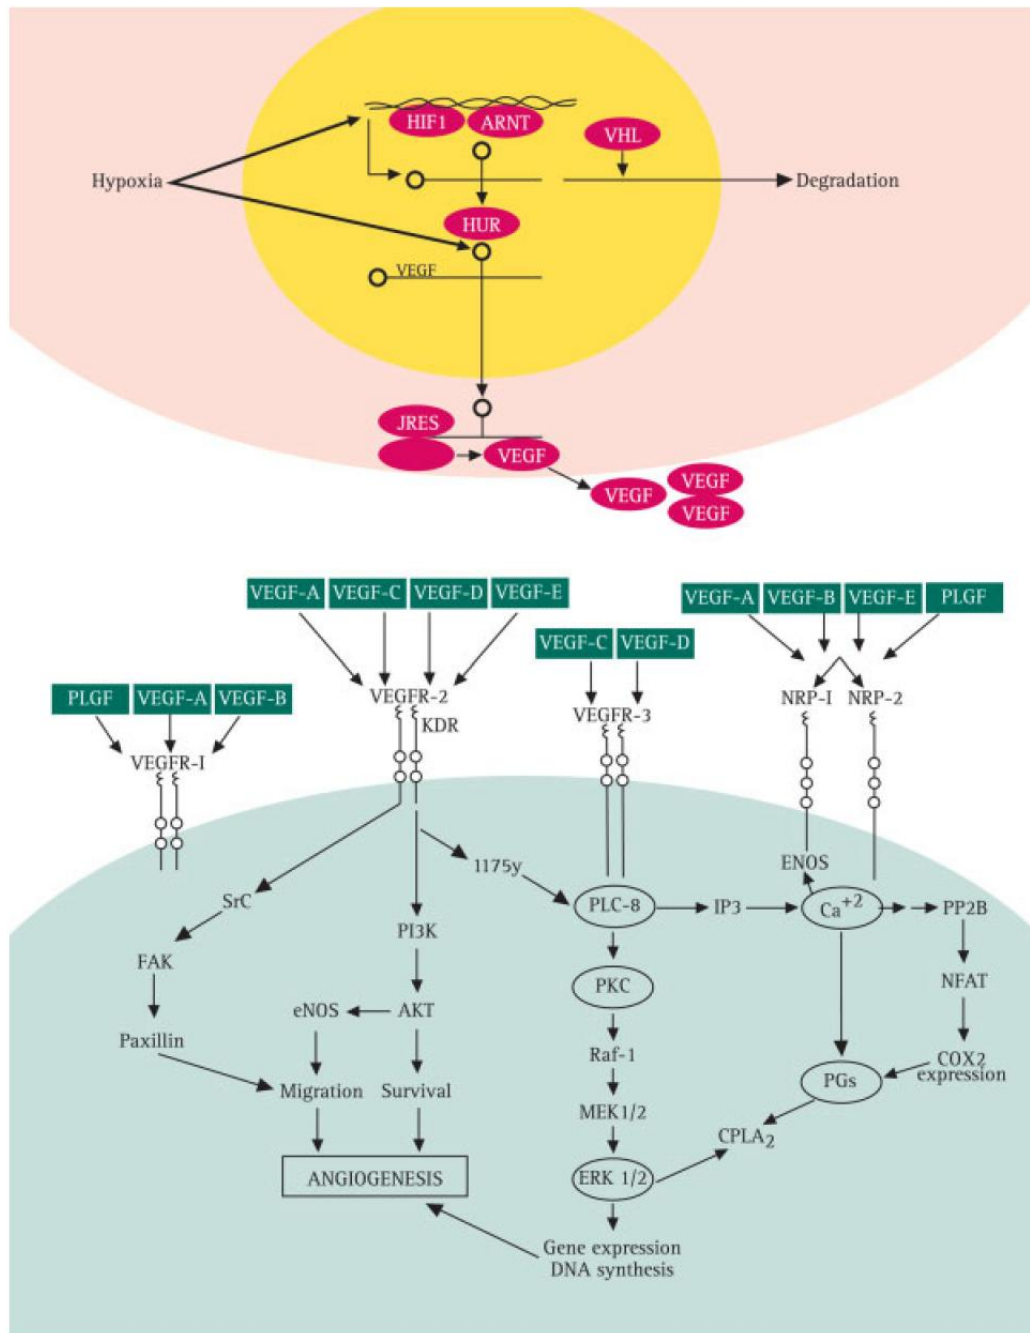 HIF1
ARNT
VHL
Hypoxia
Degradation
HUR
VEGF
JRES
VEGF
VEGF
VEGF
VEGF
VEGF-A
VEGF-C
VEGF-D
VEGF-E
VEGF-A
VEGF-B
VEGF-E
PLGF
VEGF-C
VEGF-D
PLGF
VEGF-A
VEGF-B
VEGFR-2
KDR
VEGFR-3
NRP-I
NRP-2
VEGFR-I
1175y
ENOS
SrC
PLC-8
IP3
Ca+2
PP2B
PI3K
FAK
PKC
NFAT
eNOS
AKT
Paxillin
Raf-1
COX2
expression
PGs
Migration
Survival
MEK1/2
CPLA2
ANGIOGENESIS
ERK 1/2
Gene expression
DNA synthesis